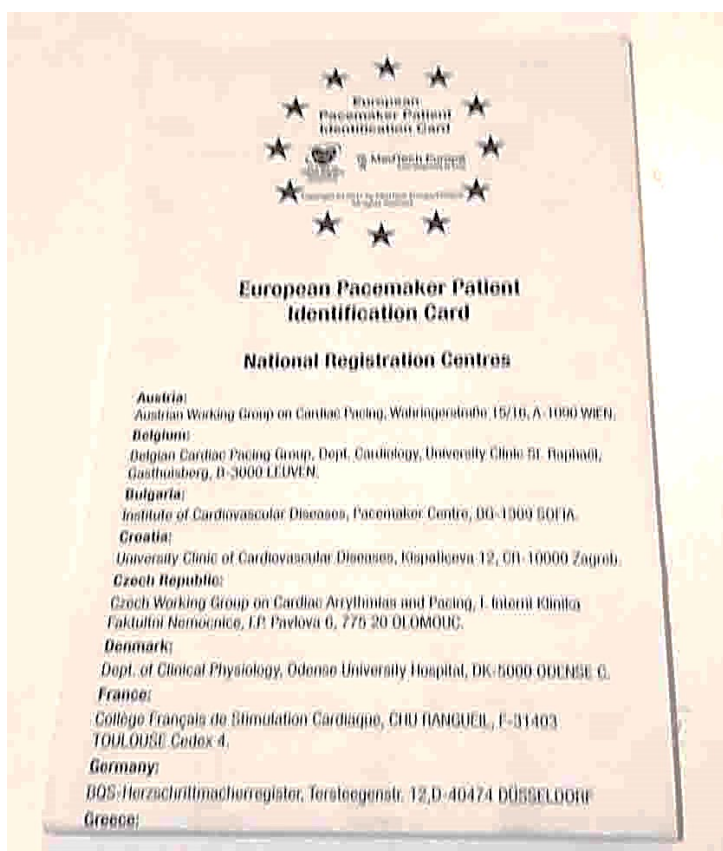 European
Pacemaker Patient
Identification Card
MedTech Europe
All rights reserved
European Pacemaker Patient
Identification Card
National Registration Centres
Austria:
Austrian Working Group on Cardiac Pacing, Wahringerstraße 15/16, A-1090 WIEN.
Belgium:
Belgian Cardiac Pacing Group, Dept. Cardiology, University Clinic St. Raphaël,
Gasthuisberg, B-3000 LEUVEN.
Bulgaria:
Institute of Cardiovascular Diseases, Pacemaker Centre, BG-1309 SOFIA.
Croatia:
University Clinic of Cardiovascular Diseases, Kispaticeva 12, CR-10000 Zagreb.
Czech Republic:
Czech Working Group on Cardiac Arrythmias and Pacing, I. Interni Klinika
Fakultni Nemocnice, I.P. Pavlova 6, 775 20 OLOMOUC.
Denmark:
Dept. of Clinical Physiology, Odense University Hospital, DK-5000 ODENSE C.
France:
Collège Français de Stimulation Cardiaque, CHU RANGUEIL, F-31403
TOULOUSE Cedex 4.
Germany:
BQS-Herzschrittmacherregister, Tersteegenstr. 12,D-40474 DÜSSELDORF
Greece: